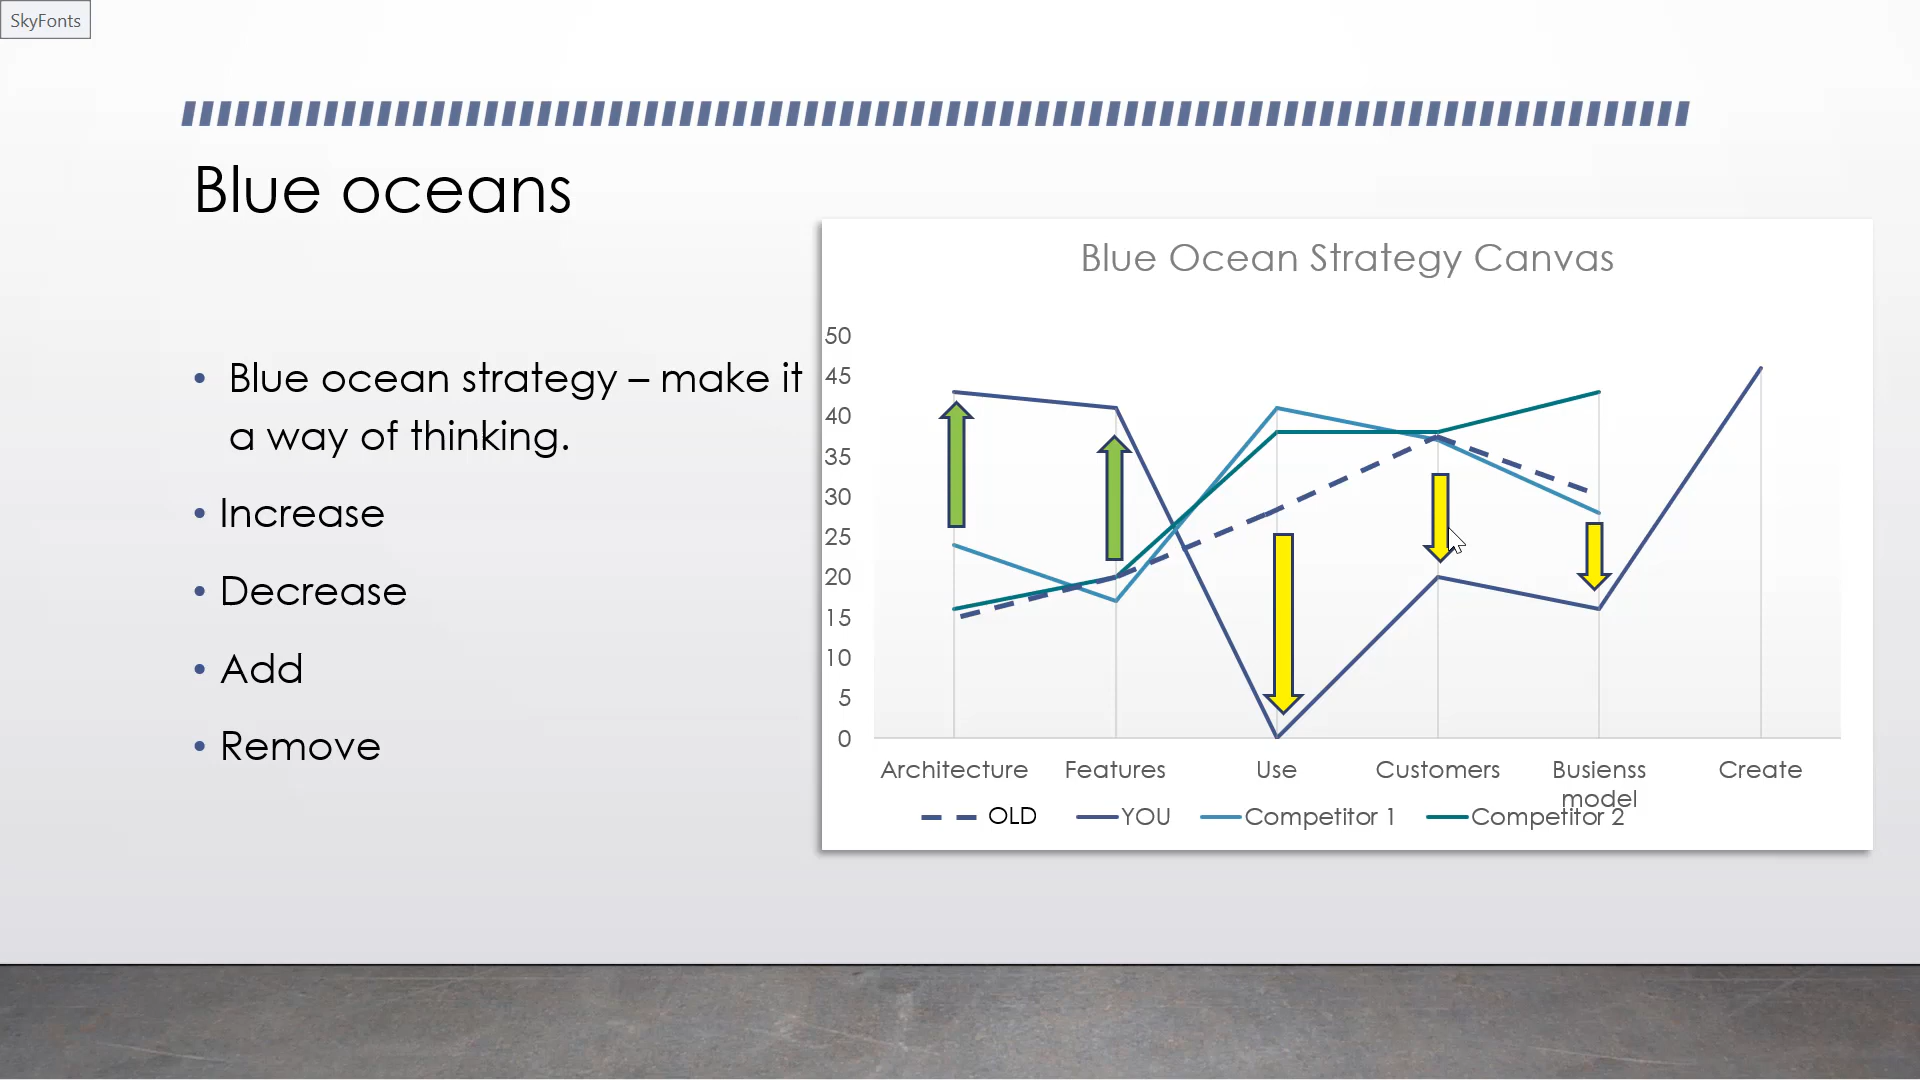 SkyFonts
Blue oceans
• Blue ocean strategy – make it
a way of thinking.
• Increase
• Decrease
• Add
• Remove
Blue Ocean Strategy Canvas
50
45
40
35
30
25
20
15
10
5
0
Architecture Features Use Customers Busienss
model
Create
OLD YOU Competitor 1 Competitor 2